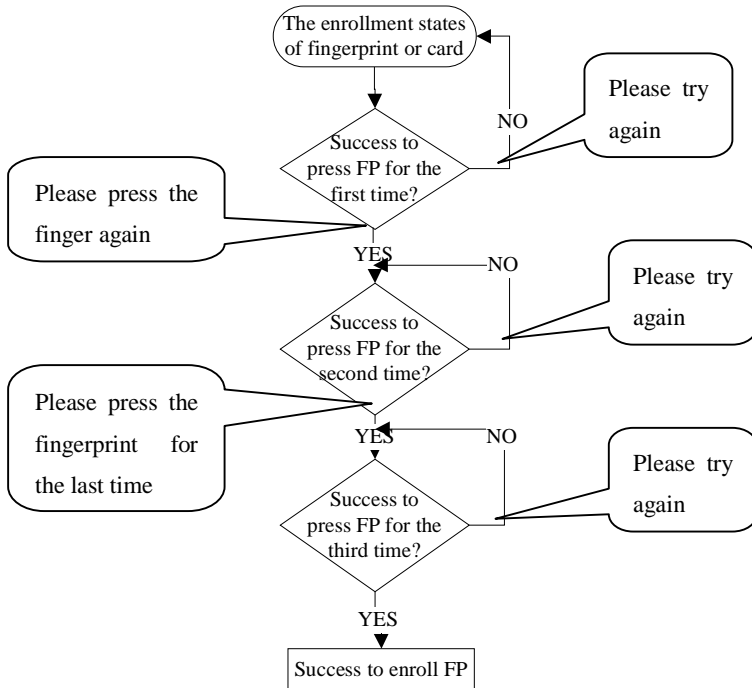 The enrollment states
of fingerprint or card
Please try
again
NO
Success to
press FP for the
first time?
Please press the
finger again
YES
NO
Please try
again
Success to
press FP for the
second time?
Please press the
fingerprint for
the last time
YES
NO
Please try
again
Success to
press FP for the
third time?
YES
Success to enroll FP